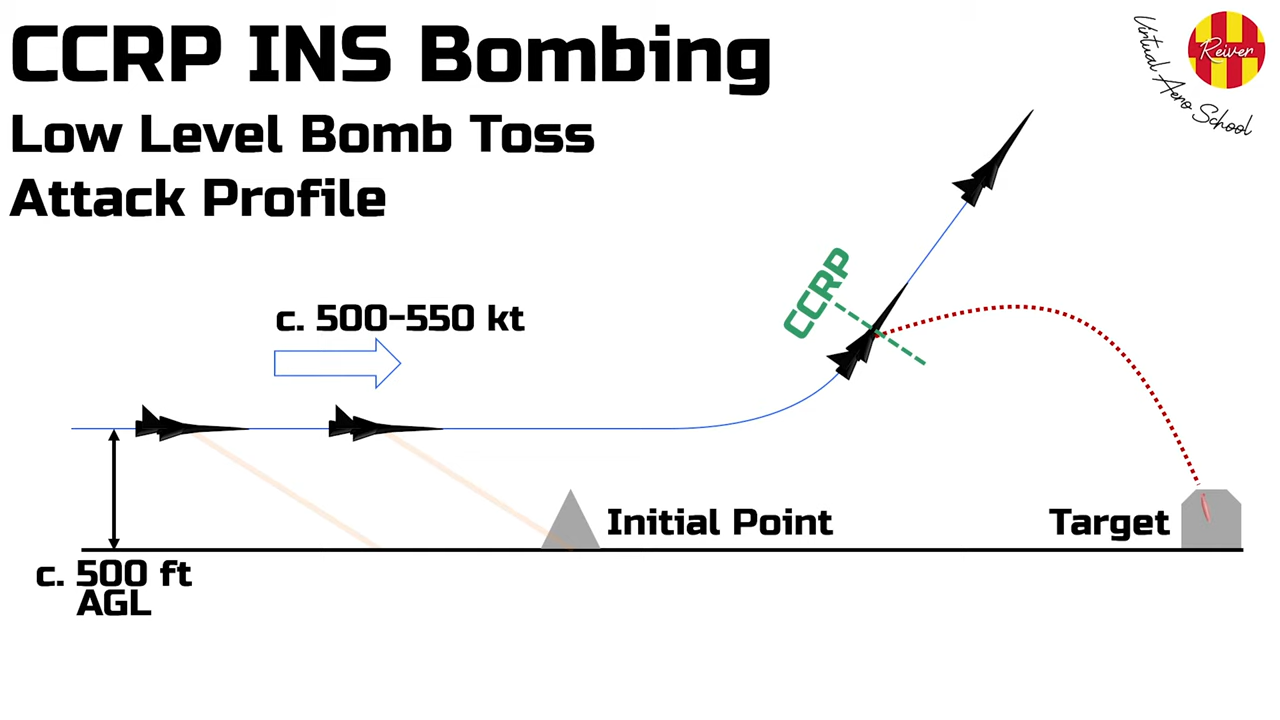 CCRP INS Bombing
Low Level Bomb Toss
Attack Profile
Virtual Aero School
Reiver
CCRP
c. 500-550 kt
Initial Point
Target
c. 500 ft
AGL